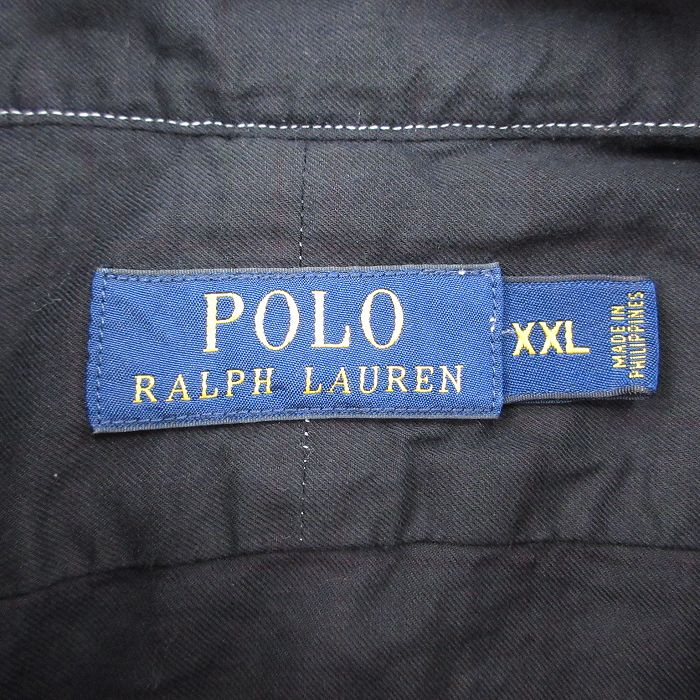 POLO
RALPH LAUREN
XXL
MADE IN
PHILIPPINES